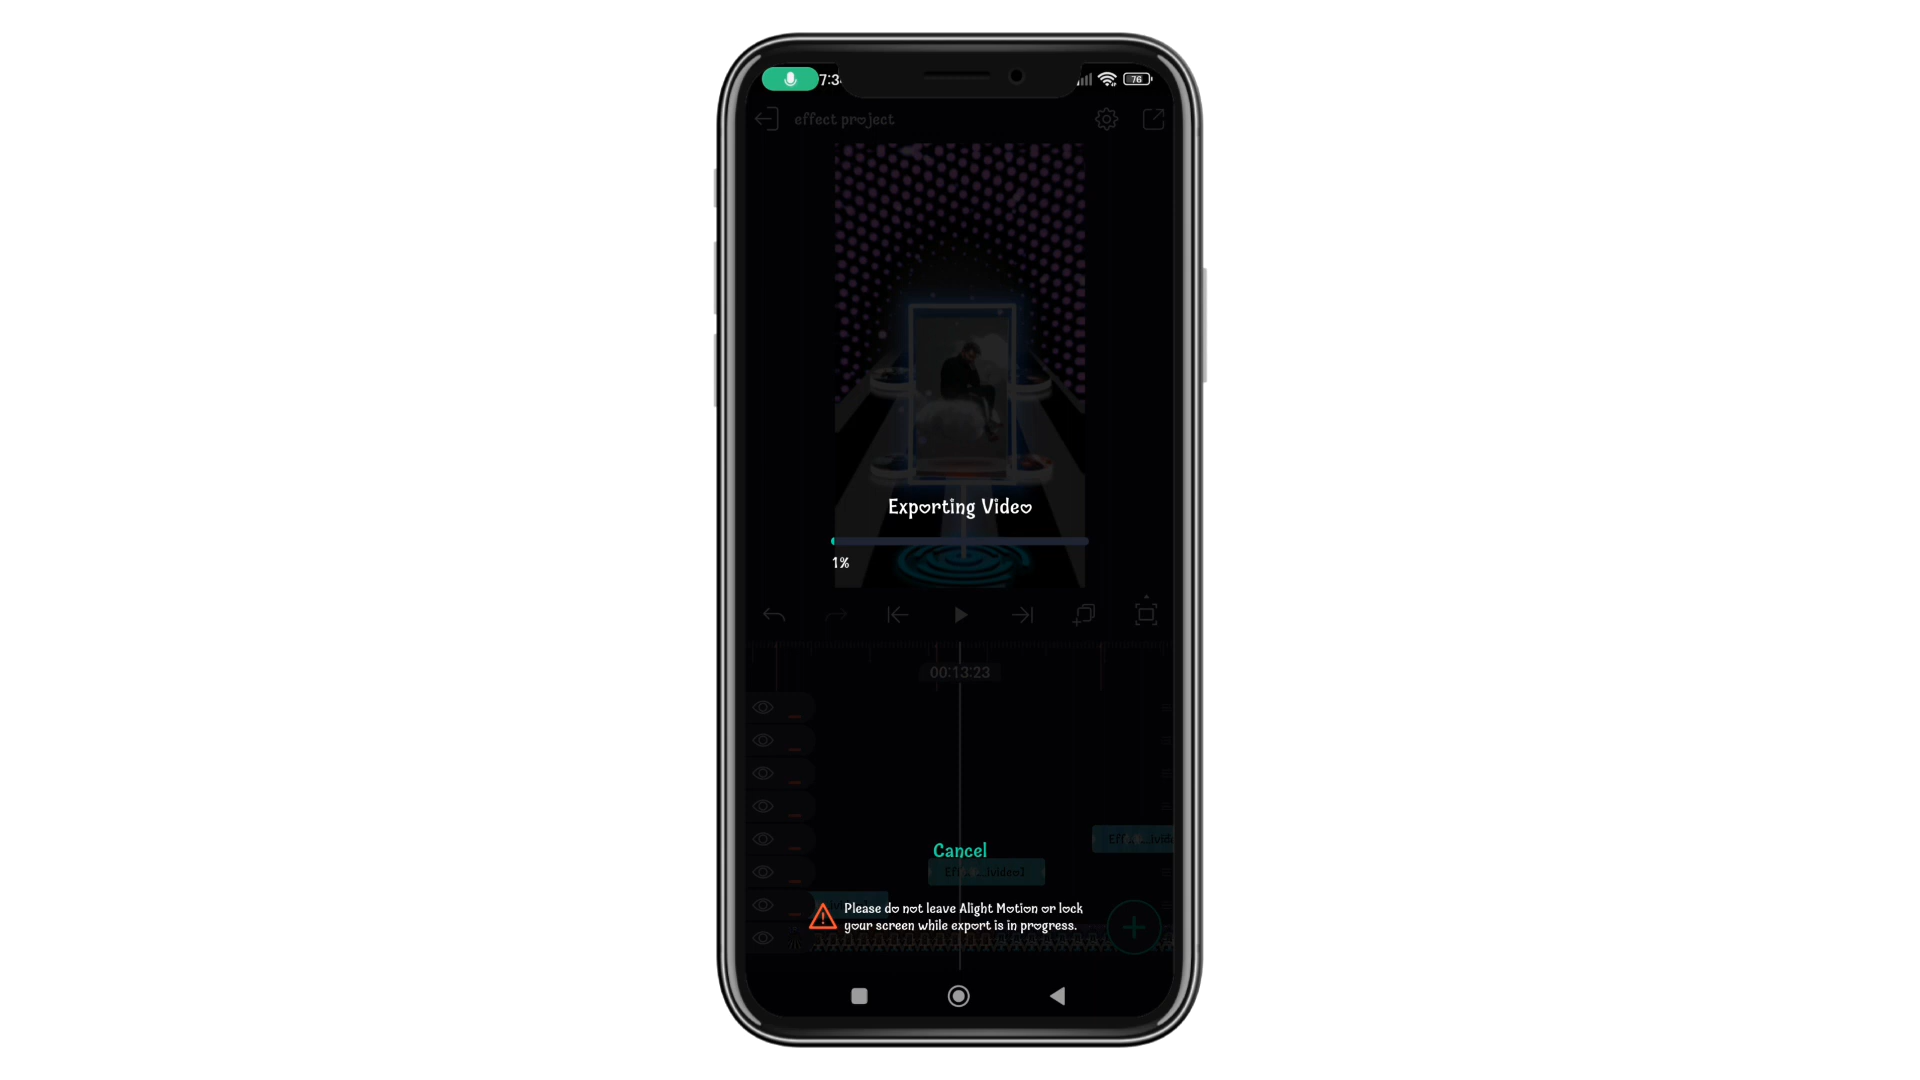 7:3
76
effect project
Exporting Video
1%
00:13:23
Cancel
Please do not leave Alight Motion or lock
your screen while export is in progress.